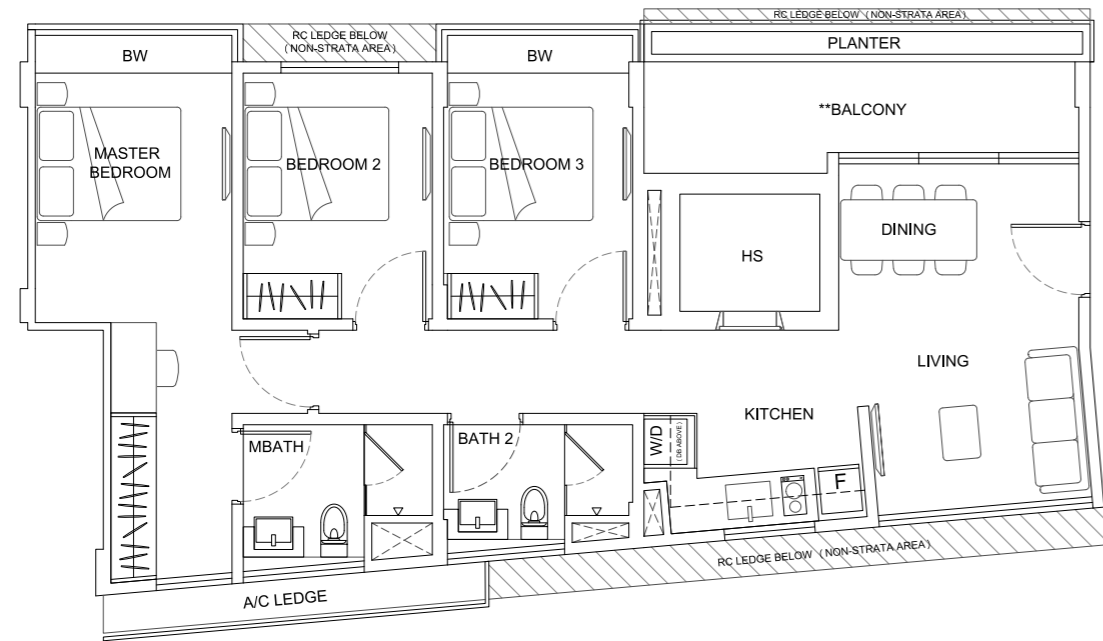 RC LEDGE BELOW ( NON-STRATA AREA)
RC LEDGE BELOW
( NON-STRATA AREA)
BW
BW
PLANTER
**BALCONY
MASTER
BEDROOM
BEDROOM 2
BEDROOM 3
HS
DINING
LIVING
KITCHEN
MBATH
BATH 2
W/D
(DB ABOVE)
F
RC LEDGE BELOW ( NON-STRATA AREA)
A/C LEDGE